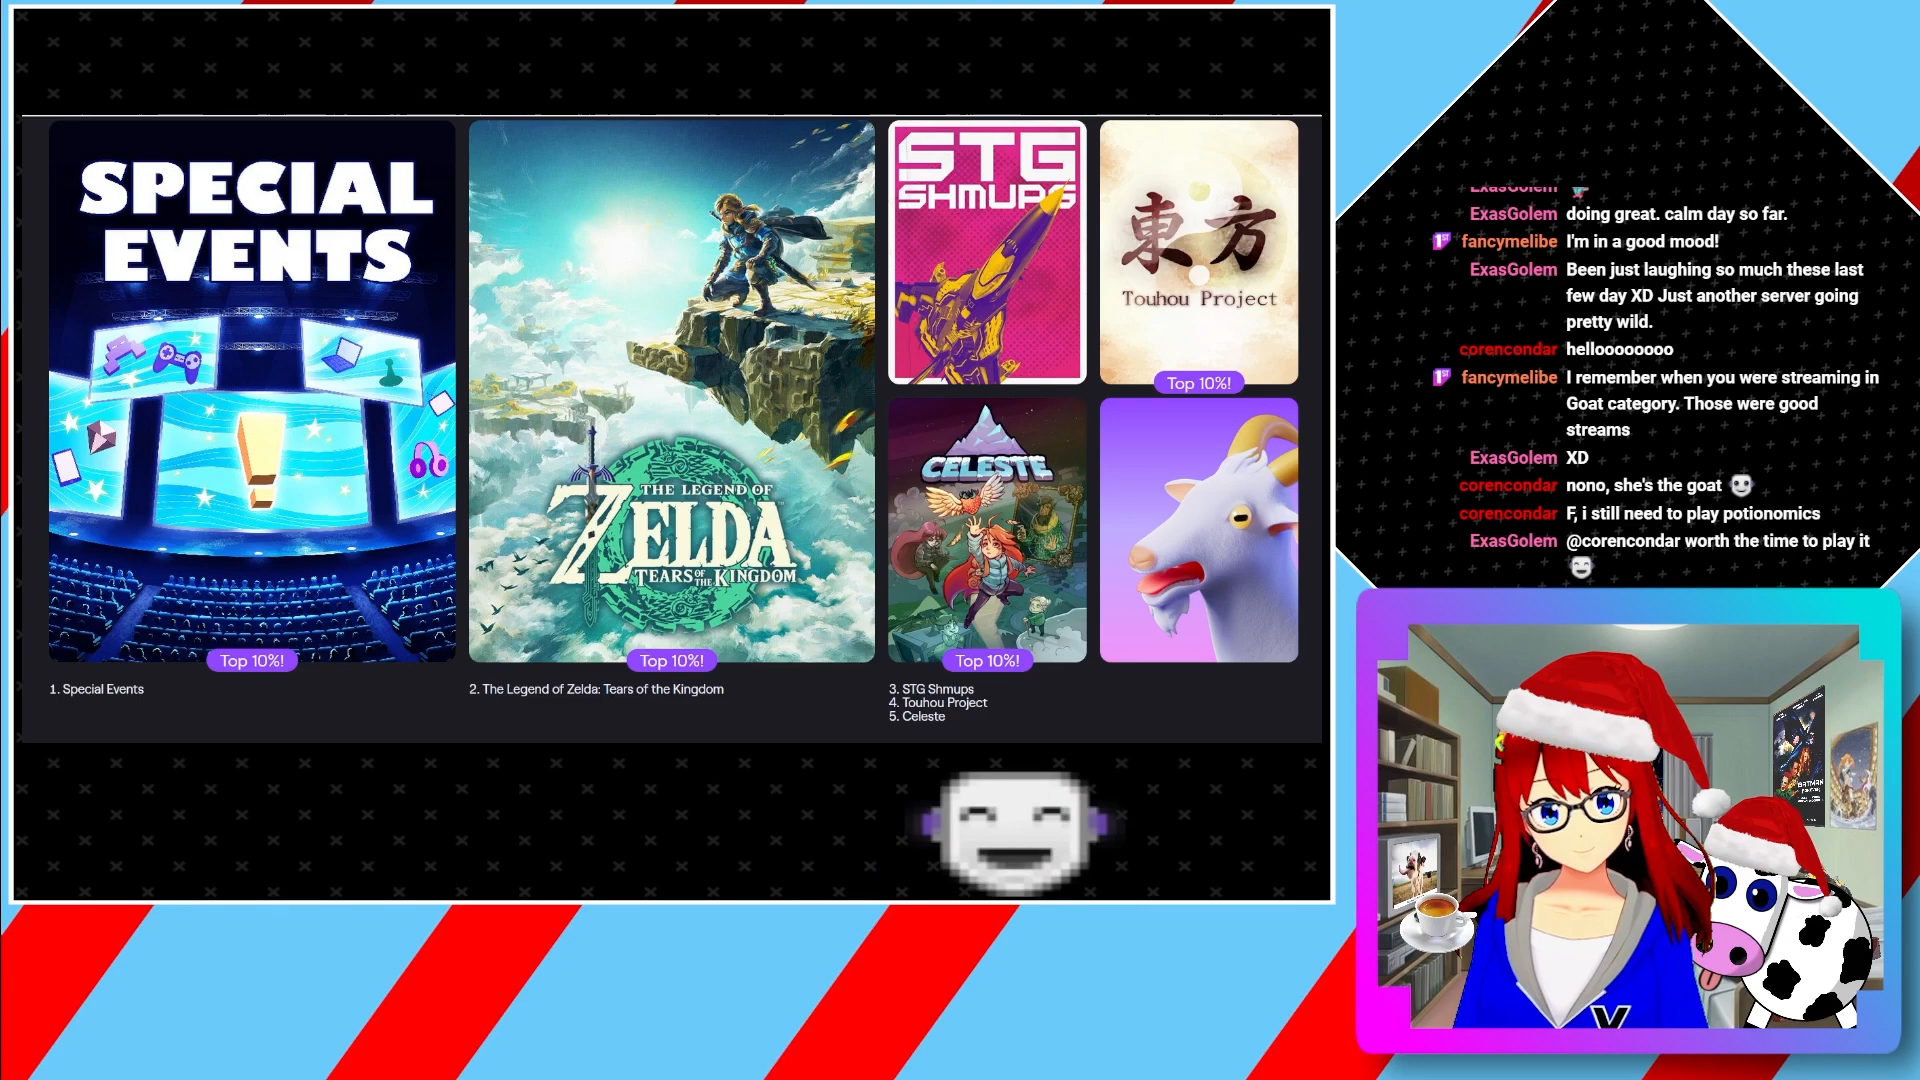 SPECIAL
EVENTS
Top 10%!
1. Special Events
THE LEGEND OF
ZELDA
TEARS OF THE KINGDOM
Top 10%!
2. The Legend of Zelda: Tears of the Kingdom
STG
SHMUPS
東方
Touhou Project
Top 10%!
CELESTE
Top 10%!
3. STG Shmups
4. Touhou Project
5. Celeste
ExasGolem
ExasGolem doing great. calm day so far.
1ST fancymelibe I'm in a good mood!
ExasGolem Been just laughing so much these last
few day XD Just another server going
pretty wild.
corencondar helloooooooo
1ST fancymelibe I remember when you were streaming in
Goat category. Those were good
streams
ExasGolem XD
corencondar nono, she's the goat
corencondar F, i still need to play potionomics
ExasGolem @corencondar worth the time to play it
BATMAN
V